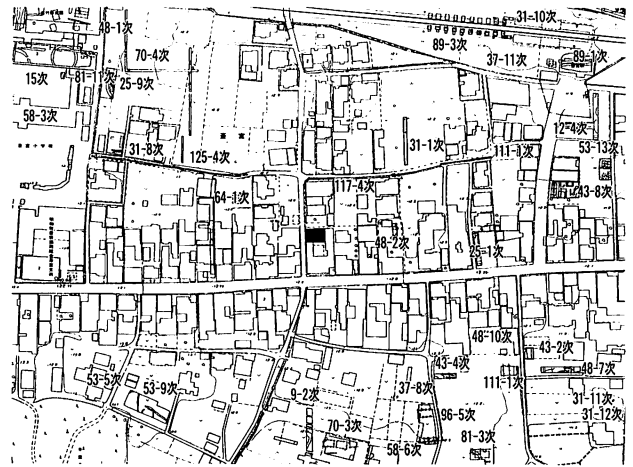 48-1次
31-10次
70-4次
89-3次
89-1次
37-11次
15次
81-11次
25-9次
58-3次
12-4次
53-13次
31-8次
125-4次
31-1次
111-1次
斎宮
117-4次
43-8次
64-1次
48-2次
25-1次
48-10次
43-4次
43-2次
48-7次
53-5次
53-9次
9-2次
37-8次
111-1次
31-11次
31-12次
96-5次
70-3次
58-6次
81-3次